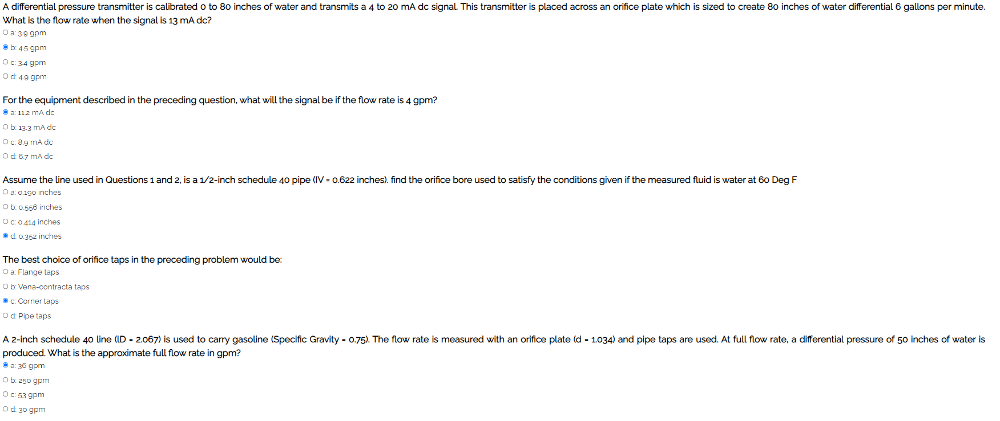 A differential pressure transmitter is calibrated 0 to 80 inches of water and transmits a 4 to 20 mA dc signal. This transmitter is placed across an orifice plate which is sized to create 80 inches of water differential 6 gallons per minute.
What is the flow rate when the signal is 13 mA dc?
a: 3.9 gpm
b: 4.5 gpm
c: 3.4 gpm
d: 4.9 gpm
For the equipment described in the preceding question, what will the signal be if the flow rate is 4 gpm?
a: 11.2 mA dc
b: 13.3 mA dc
c: 8.9 mA dc
d: 6.7 mA dc
Assume the line used in Questions 1 and 2, is a 1/2-inch schedule 40 pipe (IV = 0.622 inches). find the orifice bore used to satisfy the conditions given if the measured fluid is water at 60 Deg F
a: 0.190 inches
b: 0.556 inches
c: 0.414 inches
d: 0.352 inches
The best choice of orifice taps in the preceding problem would be:
a: Flange taps
b: Vena-contracta taps
c: Corner taps
d: Pipe taps
A 2-inch schedule 40 line (lD = 2.067) is used to carry gasoline (Specific Gravity = 0.75). The flow rate is measured with an orifice plate (d = 1.034) and pipe taps are used. At full flow rate, a differential pressure of 50 inches of water is
produced. What is the approximate full flow rate in gpm?
a: 36 gpm
b: 250 gpm
c: 53 gpm
d: 30 gpm